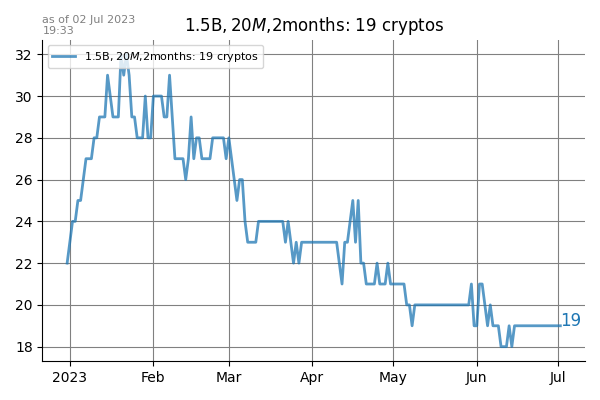 as of 02 Jul 2023
19:33
1.5B, 20M,2months: 19 cryptos
1.5B, 20M,2months: 19 cryptos
32
30
28
26
24
22
20
18
19
2023 Feb Mar Apr May Jun Jul